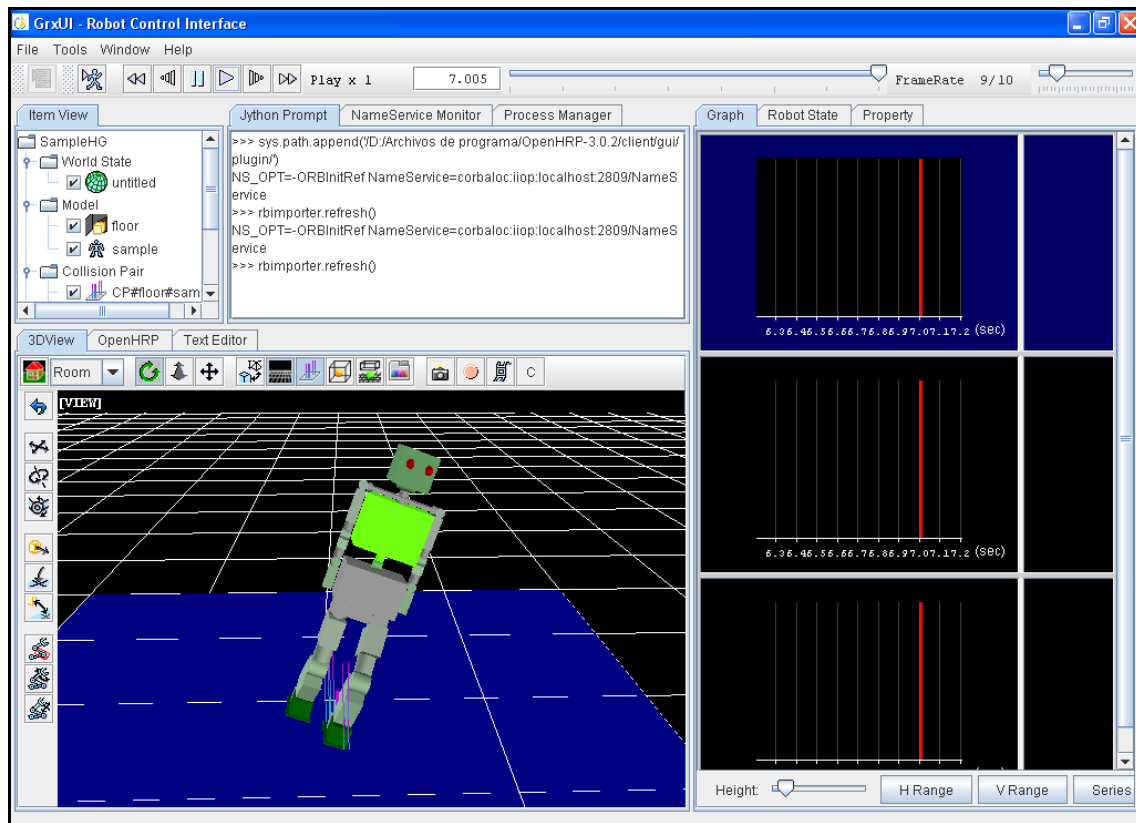 GrxUI - Robot Control Interface
File Tools Window Help
Play x 1 7.005 FrameRate 9/10
Item View
SampleHG
World State
untitled
Model
floor
sample
Collision Pair
CP#floor#sam
Jython Prompt NameService Monitor Process Manager
>>> sys.path.append('/D:/Archivos de programa/OpenHRP-3.0.2/client/gui/
plugin/')
NS_OPT=-ORBInitRef NameService=corbaloc:iiop:localhost:2809/NameS
ervice
>>> rbimporter.refresh()
NS_OPT=-ORBInitRef NameService=corbaloc:iiop:localhost:2809/NameS
ervice
>>> rbimporter.refresh()
3DView OpenHRP Text Editor
Room C
[VIEW]
Graph Robot State Property
6.36.46.56.66.76.86.97.07.17.2 (sec)
6.36.46.56.66.76.86.97.07.17.2 (sec)
Height: H Range V Range Series